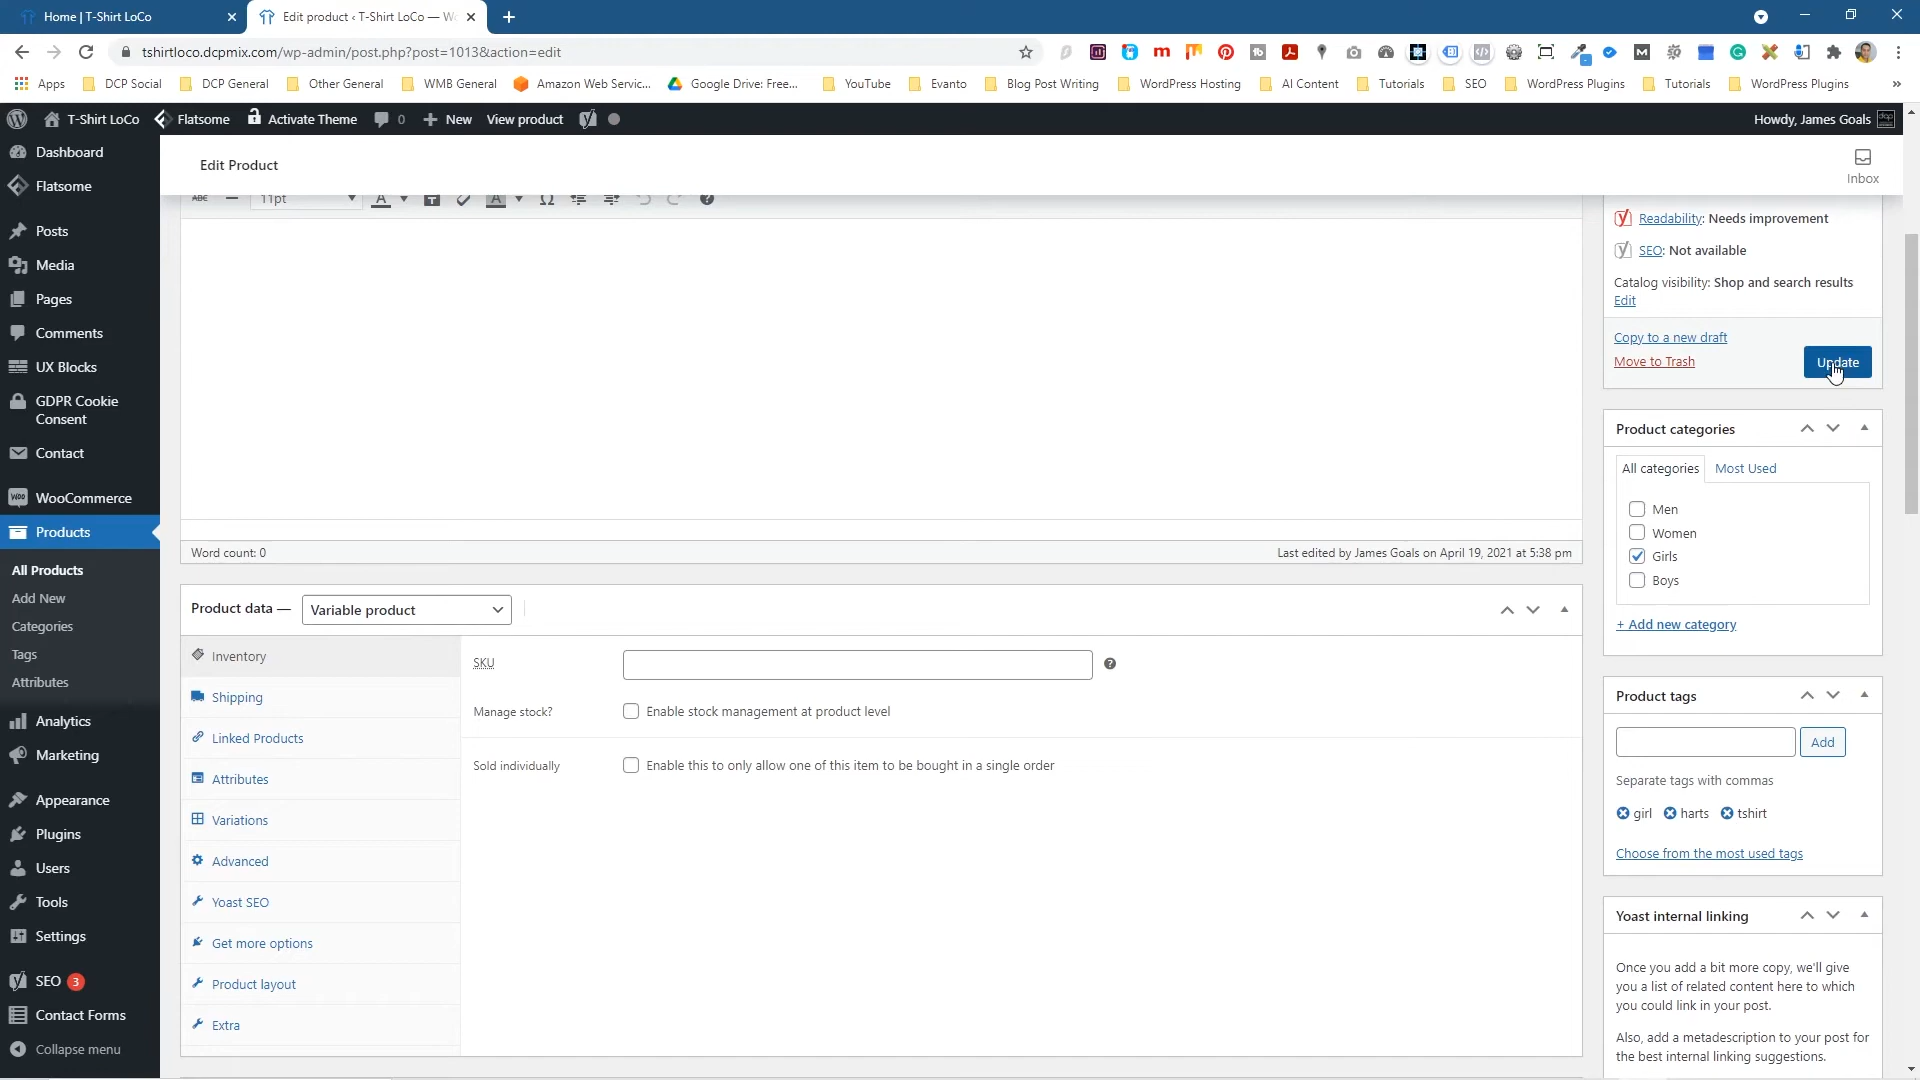 Home | T-Shirt LoCo
Edit product ‹ T-Shirt LoCo — W
tshirtloco.dcpmix.com/wp-admin/post.php?post=1013&action=edit
Apps DCP Social DCP General Other General WMB General Amazon Web Servic... Google Drive: Free... YouTube Evanto Blog Post Writing WordPress Hosting AI Content Tutorials SEO WordPress Plugins Tutorials WordPress Plugins »
T-Shirt LoCo Flatsome Activate Theme 0 New View product Howdy, James Goals
Dashboard
Flatsome
Posts
Media
Pages
Comments
UX Blocks
GDPR Cookie
Consent
Contact
WooCommerce
Products
All Products
Add New
Categories
Tags
Attributes
Analytics
Marketing
Appearance
Plugins
Users
Tools
Settings
SEO 3
Contact Forms
Collapse menu
Edit Product
Inbox
ABC 11pt A A Ω
Word count: 0
Last edited by James Goals on April 19, 2021 at 5:38 pm
Product data — Variable product
Inventory
Shipping
Linked Products
Attributes
Variations
Advanced
Yoast SEO
Get more options
Product layout
Extra
SKU
Manage stock? Enable stock management at product level
Sold individually Enable this to only allow one of this item to be bought in a single order
Readability: Needs improvement
SEO: Not available
Catalog visibility: Shop and search results
Edit
Copy to a new draft
Move to Trash
Update
Product categories
All categories Most Used
Men
Women
Girls
Boys
+ Add new category
Product tags
Add
Separate tags with commas
girl harts tshirt
Choose from the most used tags
Yoast internal linking
Once you add a bit more copy, we'll give
you a list of related content here to which
you could link in your post.
Also, add a metadescription to your post for
the best internal linking suggestions.